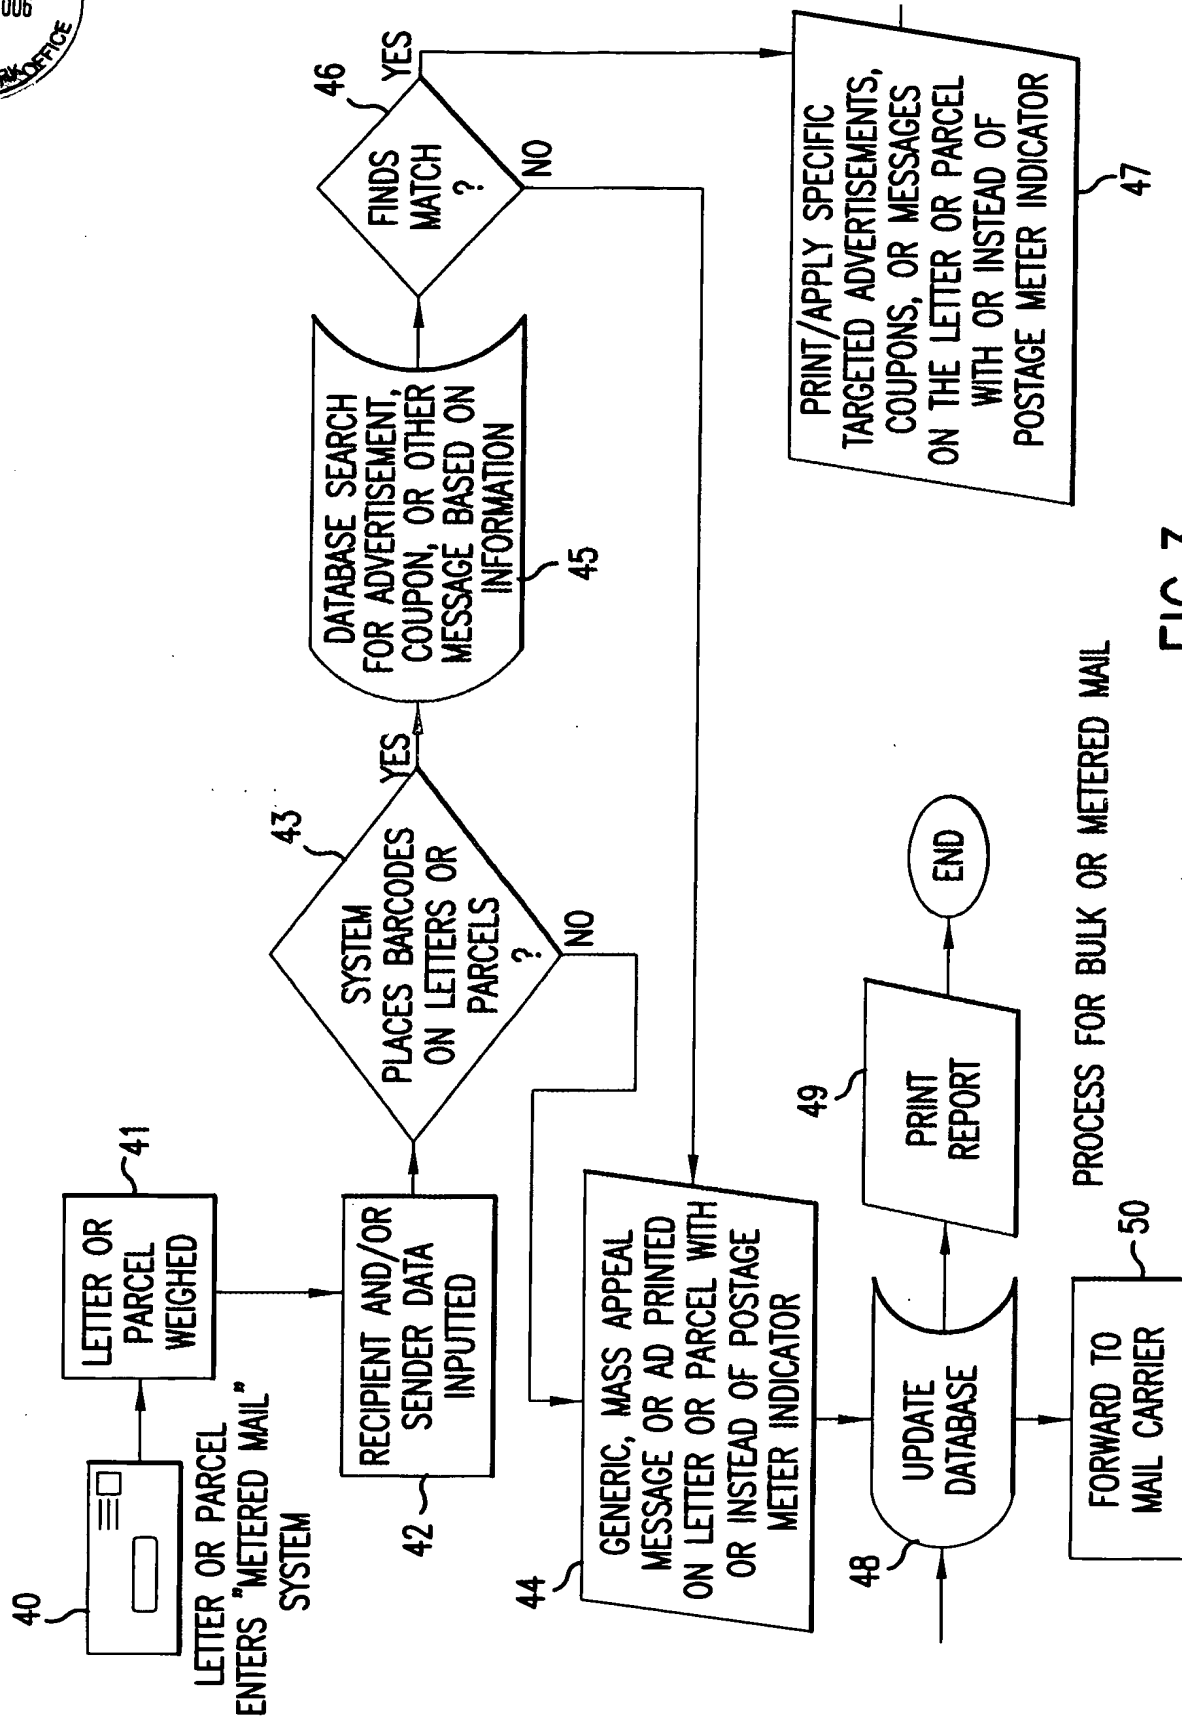 006
OFFICE
40
LETTER OR PARCEL
ENTERS "METERED MAIL"
SYSTEM
LETTER OR
PARCEL
WEIGHED
41
RECIPIENT AND/OR
SENDER DATA
INPUTTED
42
SYSTEM
PLACES BARCODES
ON LETTERS OR
PARCELS
?
43
YES
NO
DATABASE SEARCH
FOR ADVERTISEMENT,
COUPON, OR OTHER
MESSAGE BASED ON
INFORMATION
45
FINDS
MATCH
?
46
YES
NO
GENERIC, MASS APPEAL
MESSAGE OR AD PRINTED
ON LETTER OR PARCEL WITH
OR INSTEAD OF POSTAGE
METER INDICATOR
44
PRINT/APPLY SPECIFIC
TARGETED ADVERTISEMENTS,
COUPONS, OR MESSAGES
ON THE LETTER OR PARCEL
WITH OR INSTEAD OF
POSTAGE METER INDICATOR
47
UPDATE
DATABASE
48
PRINT
REPORT
49
END
FORWARD TO
MAIL CARRIER
50
PROCESS FOR BULK OR METERED MAIL